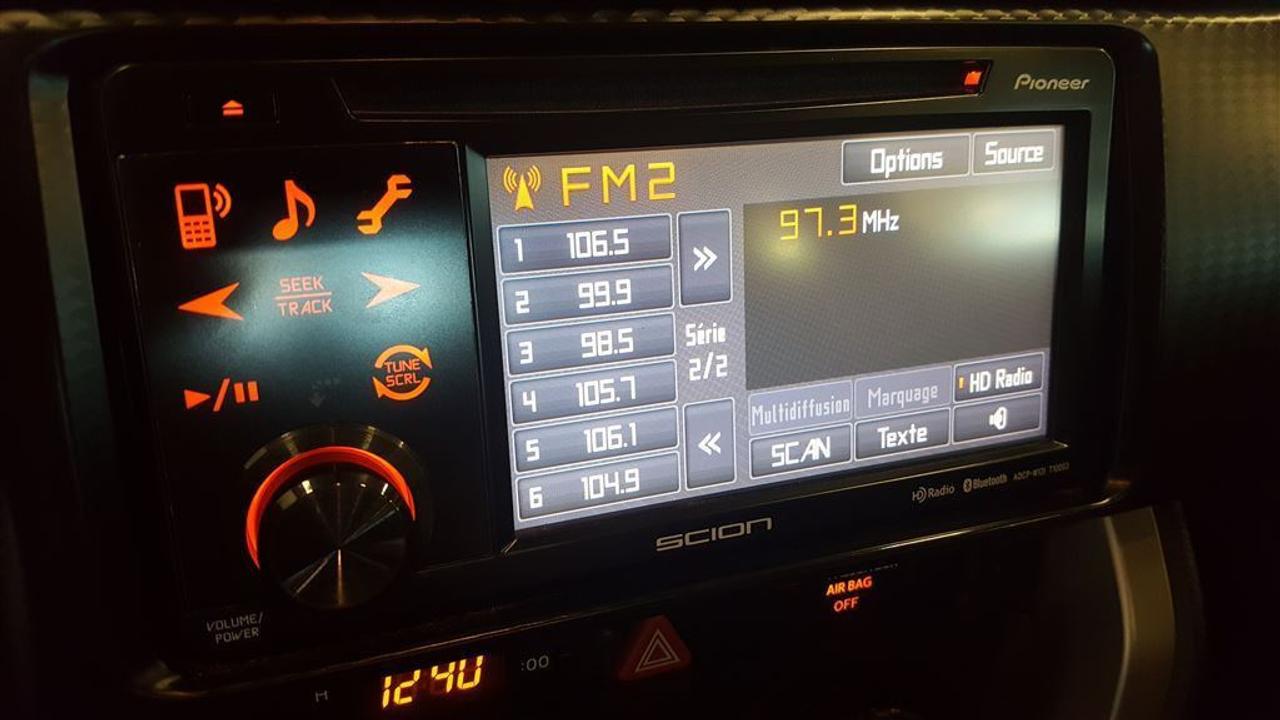 Pioneer
FM2
Options
Source
1 106.5
2 99.9
3 98.5
4 105.7
5 106.1
6 104.9
Série
2/2
97.3 MHz
Multidiffusion
Marquage
HD Radio
SCAN
Texte
SEEK
TRACK
TUNE
SCRL
VOLUME/
POWER
SCION
HD Radio Bluetooth
AIR BAG
OFF
H
12:40
:00